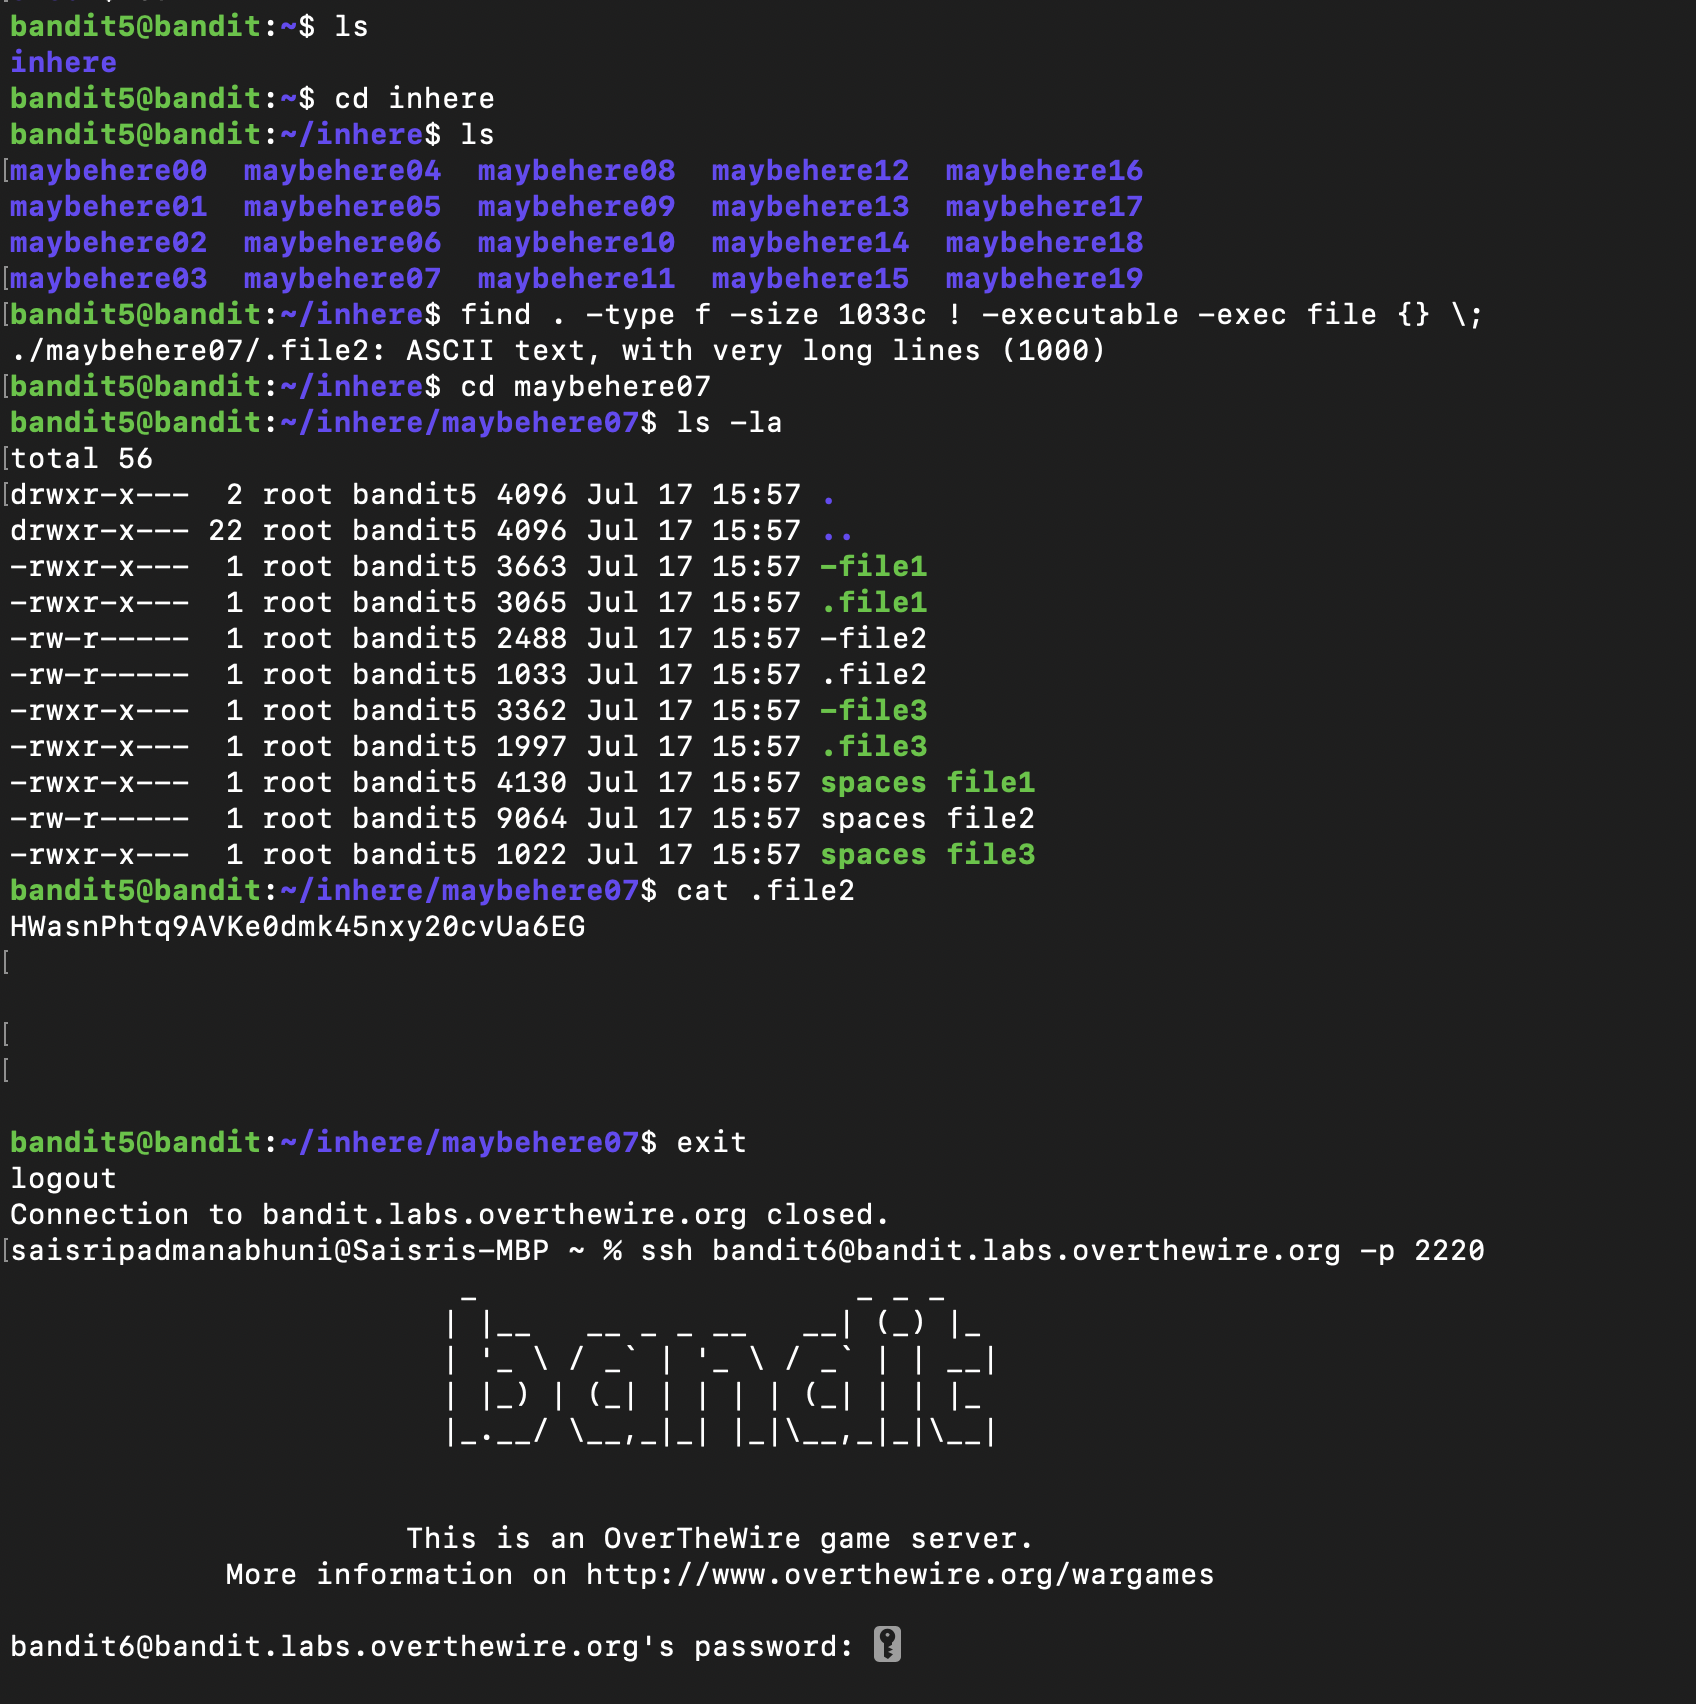 bandit5@bandit:~$ ls
inhere
bandit5@bandit:~$ cd inhere
bandit5@bandit:~/inhere$ ls
[maybehere00  maybehere04  maybehere08  maybehere12  maybehere16
maybehere01  maybehere05  maybehere09  maybehere13  maybehere17
maybehere02  maybehere06  maybehere10  maybehere14  maybehere18
[maybehere03  maybehere07  maybehere11  maybehere15  maybehere19
[bandit5@bandit:~/inhere$ find . -type f -size 1033c ! -executable -exec file {} \;
./maybehere07/.file2: ASCII text, with very long lines (1000)
[bandit5@bandit:~/inhere$ cd maybehere07
bandit5@bandit:~/inhere/maybehere07$ ls -la
[total 56
[drwxr-x---  2 root bandit5 4096 Jul 17 15:57 .
drwxr-x--- 22 root bandit5 4096 Jul 17 15:57 ..
-rwxr-x---  1 root bandit5 3663 Jul 17 15:57 -file1
-rwxr-x---  1 root bandit5 3065 Jul 17 15:57 .file1
-rw-r-----  1 root bandit5 2488 Jul 17 15:57 -file2
-rw-r-----  1 root bandit5 1033 Jul 17 15:57 .file2
-rwxr-x---  1 root bandit5 3362 Jul 17 15:57 -file3
-rwxr-x---  1 root bandit5 1997 Jul 17 15:57 .file3
-rwxr-x---  1 root bandit5 4130 Jul 17 15:57 spaces file1
-rw-r-----  1 root bandit5 9064 Jul 17 15:57 spaces file2
-rwxr-x---  1 root bandit5 1022 Jul 17 15:57 spaces file3
bandit5@bandit:~/inhere/maybehere07$ cat .file2
HWasnPhtq9AVKe0dmk45nxy20cvUa6EG
[
[
[
bandit5@bandit:~/inhere/maybehere07$ exit
logout
Connection to bandit.labs.overthewire.org closed.
[saisripadmanabhuni@Saisris-MBP ~ % ssh bandit6@bandit.labs.overthewire.org -p 2220
                         _                     _ _ _
                        | |__   __ _ _ __   __| (_) |_
                        | '_ \ / _` | '_ \ / _` | | __|
                        | |_) | (_| | | | | (_| | | |_
                        |_.__/ \__,_|_| |_|\__,_|_|\__|
                      This is an OverTheWire game server.
            More information on http://www.overthewire.org/wargames
bandit6@bandit.labs.overthewire.org's password: